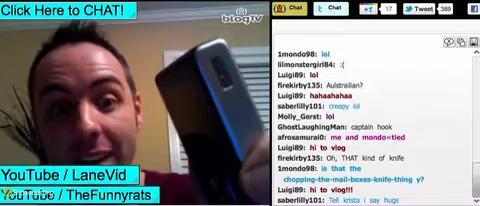 Click Here to CHAT!
blogTV
YouTube / LaneVid
YouTube / TheFunnyrats
Chat
Chat
+1
17
Tweet
389
1mondo98: lol
lilmonstergirl84: :(
Luigi89: lol
firekirby135: Aulstrailian?
Luigi89: hahaahahaa
saberlilly101: creepy lol
Molly_Gerst: lol
GhostLaughingMan: captain hook
afrosamurai0: me and mondo=tied
Luigi89: hi to vlog
firekirby135: Oh, THAT kind of knife
1mondo98: is that the
chopping-the-mail-boxes-knife-thing y?
Luigi89: hi to vlog!!!
saberlilly101: Tell krista i say hugs